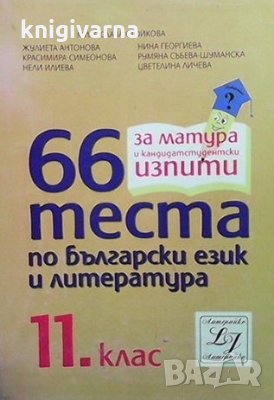 knigivarna
ЖУЛИЕТА АНТОНОВА
НИНА ГЕОРГИЕВА
КРАСИМИРА СИМЕОНОВА
РУМЯНА СЪБЕВА-ШУМАНСКА
НЕЛИ ИЛИЕВА
ЦВЕТЕЛИНА ЛИЧЕВА
?
за матура
и кандидатстудентски
изпити
66
теста
по български език
и литература
11. клас
L J
BAZAR